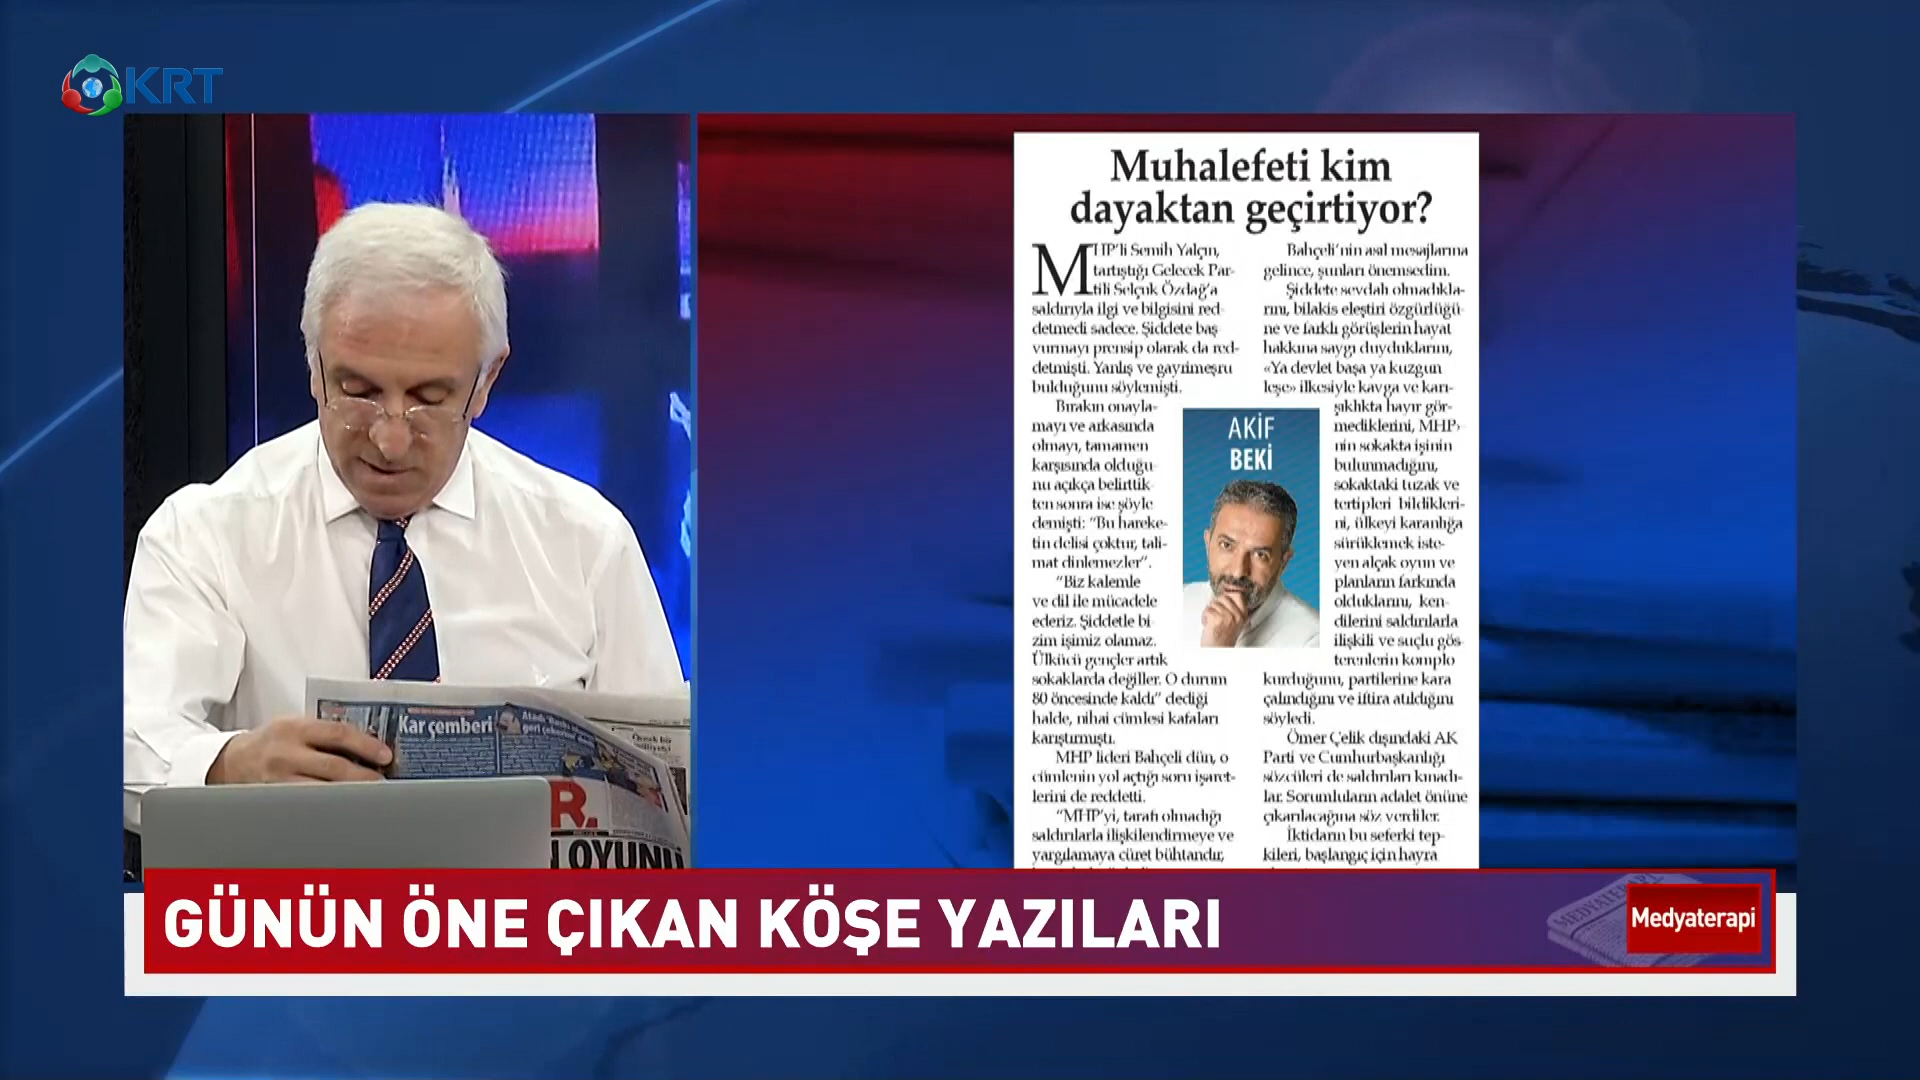 KRT
Muhalefeti kim
dayaktan geçirtiyor?
MHP'li Semih Yalçın,
tartıştığı Gelecek Par-
tili Selçuk Özdağ'a
saldırıyla ilgi ve bilgisini red-
detmedi sadece. Şiddete baş
vurmayı prensip olarak da red-
detmişti. Yanlış ve gayrimeşru
bulduğunu söylemişti.
Bırakın onayla-
mayı ve arkasında
olmayı, tamamen
karşısında olduğu-
nu açıkça belirttik-
ten sonra ise şöyle
demişti: "Bu hareke-
tin delisi çoktur, tali-
mat dinlemezler".
"Biz kalemle
ve dil ile mücadele
ederiz. Şiddetle bi-
zim işimiz olamaz.
Ülkücü gençler artık
sokaklarda değiller. O durum
80 öncesinde kaldı" dediği
halde, nihai cümlesi kafaları
karıştırmıştı.
MHP lideri Bahçeli dün, o
cümlenin yol açtığı soru işaret-
lerini de reddetti.
"MHP'yi, tarafı olmadığı
saldırılarla ilişkilendirmeye ve
yargılamaya cüret bühtandır,
Bahçeli'nin asıl mesajlarına
gelince, şunları önemsedim.
Şiddete sevdalı olmadıkla-
rını, bilakis eleştiri özgürlüğü-
ne ve farklı görüşlerin hayat
hakkına saygı duyduklarını,
«Ya devlet başa ya kuzgun
leşe» ilkesiyle kavga ve karı-
şıklıkta hayır gör-
mediklerini, MHP>
nin sokakta işinin
bulunmadığını,
sokaktaki tuzak ve
tertipleri bildikleri-
ni, ülkeyi karanlığa
sürüklemek iste-
yen alçak oyun ve
planların farkında
olduklarını, ken-
dilerini saldırılarla
ilişkili ve suçlu gös-
terenlerin komplo
kurduğunu, partilerine kara
çalındığını ve iftira atıldığını
söyledi.
Ömer Çelik dışındaki AK
Parti ve Cumhurbaşkanlığı
sözcüleri de saldırıları kınadı-
lar. Sorumluların adalet önüne
çıkarılacağına söz verdiler.
İktidarın bu seferki tep-
kileri, başlangıç için hayra
AKİF
BEKİ
Kar çemberi
R.
OYUNU
GÜNÜN ÖNE ÇIKAN KÖŞE YAZILARI
MEDYATERAPİ
Medyaterapi